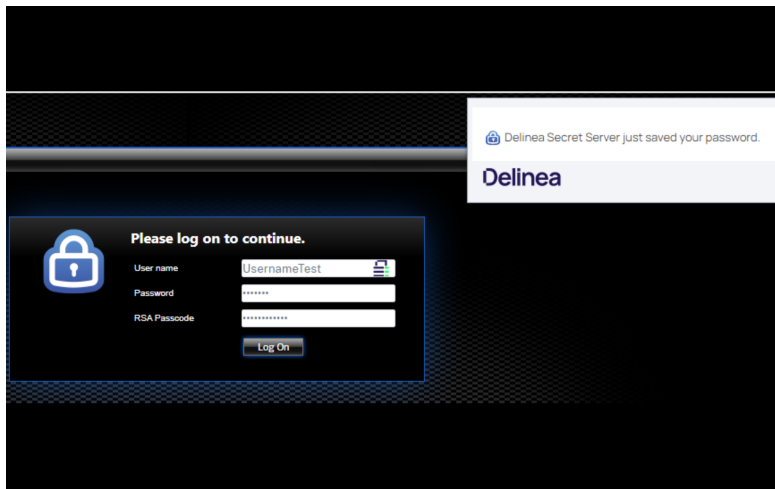 Delinea Secret Server just saved your password.
Delinea
Please log on to continue.
User name
UsernameTest
Password
•••••••
RSA Passcode
••••••••••••
Log On